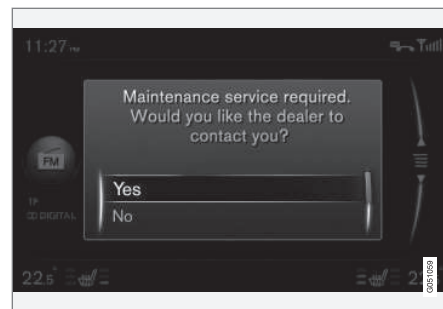 11:27
Maintenance service required.
Would you like the dealer to
contact you?
FM
Yes
No
TP
DIGITAL
22.5
22
G051059